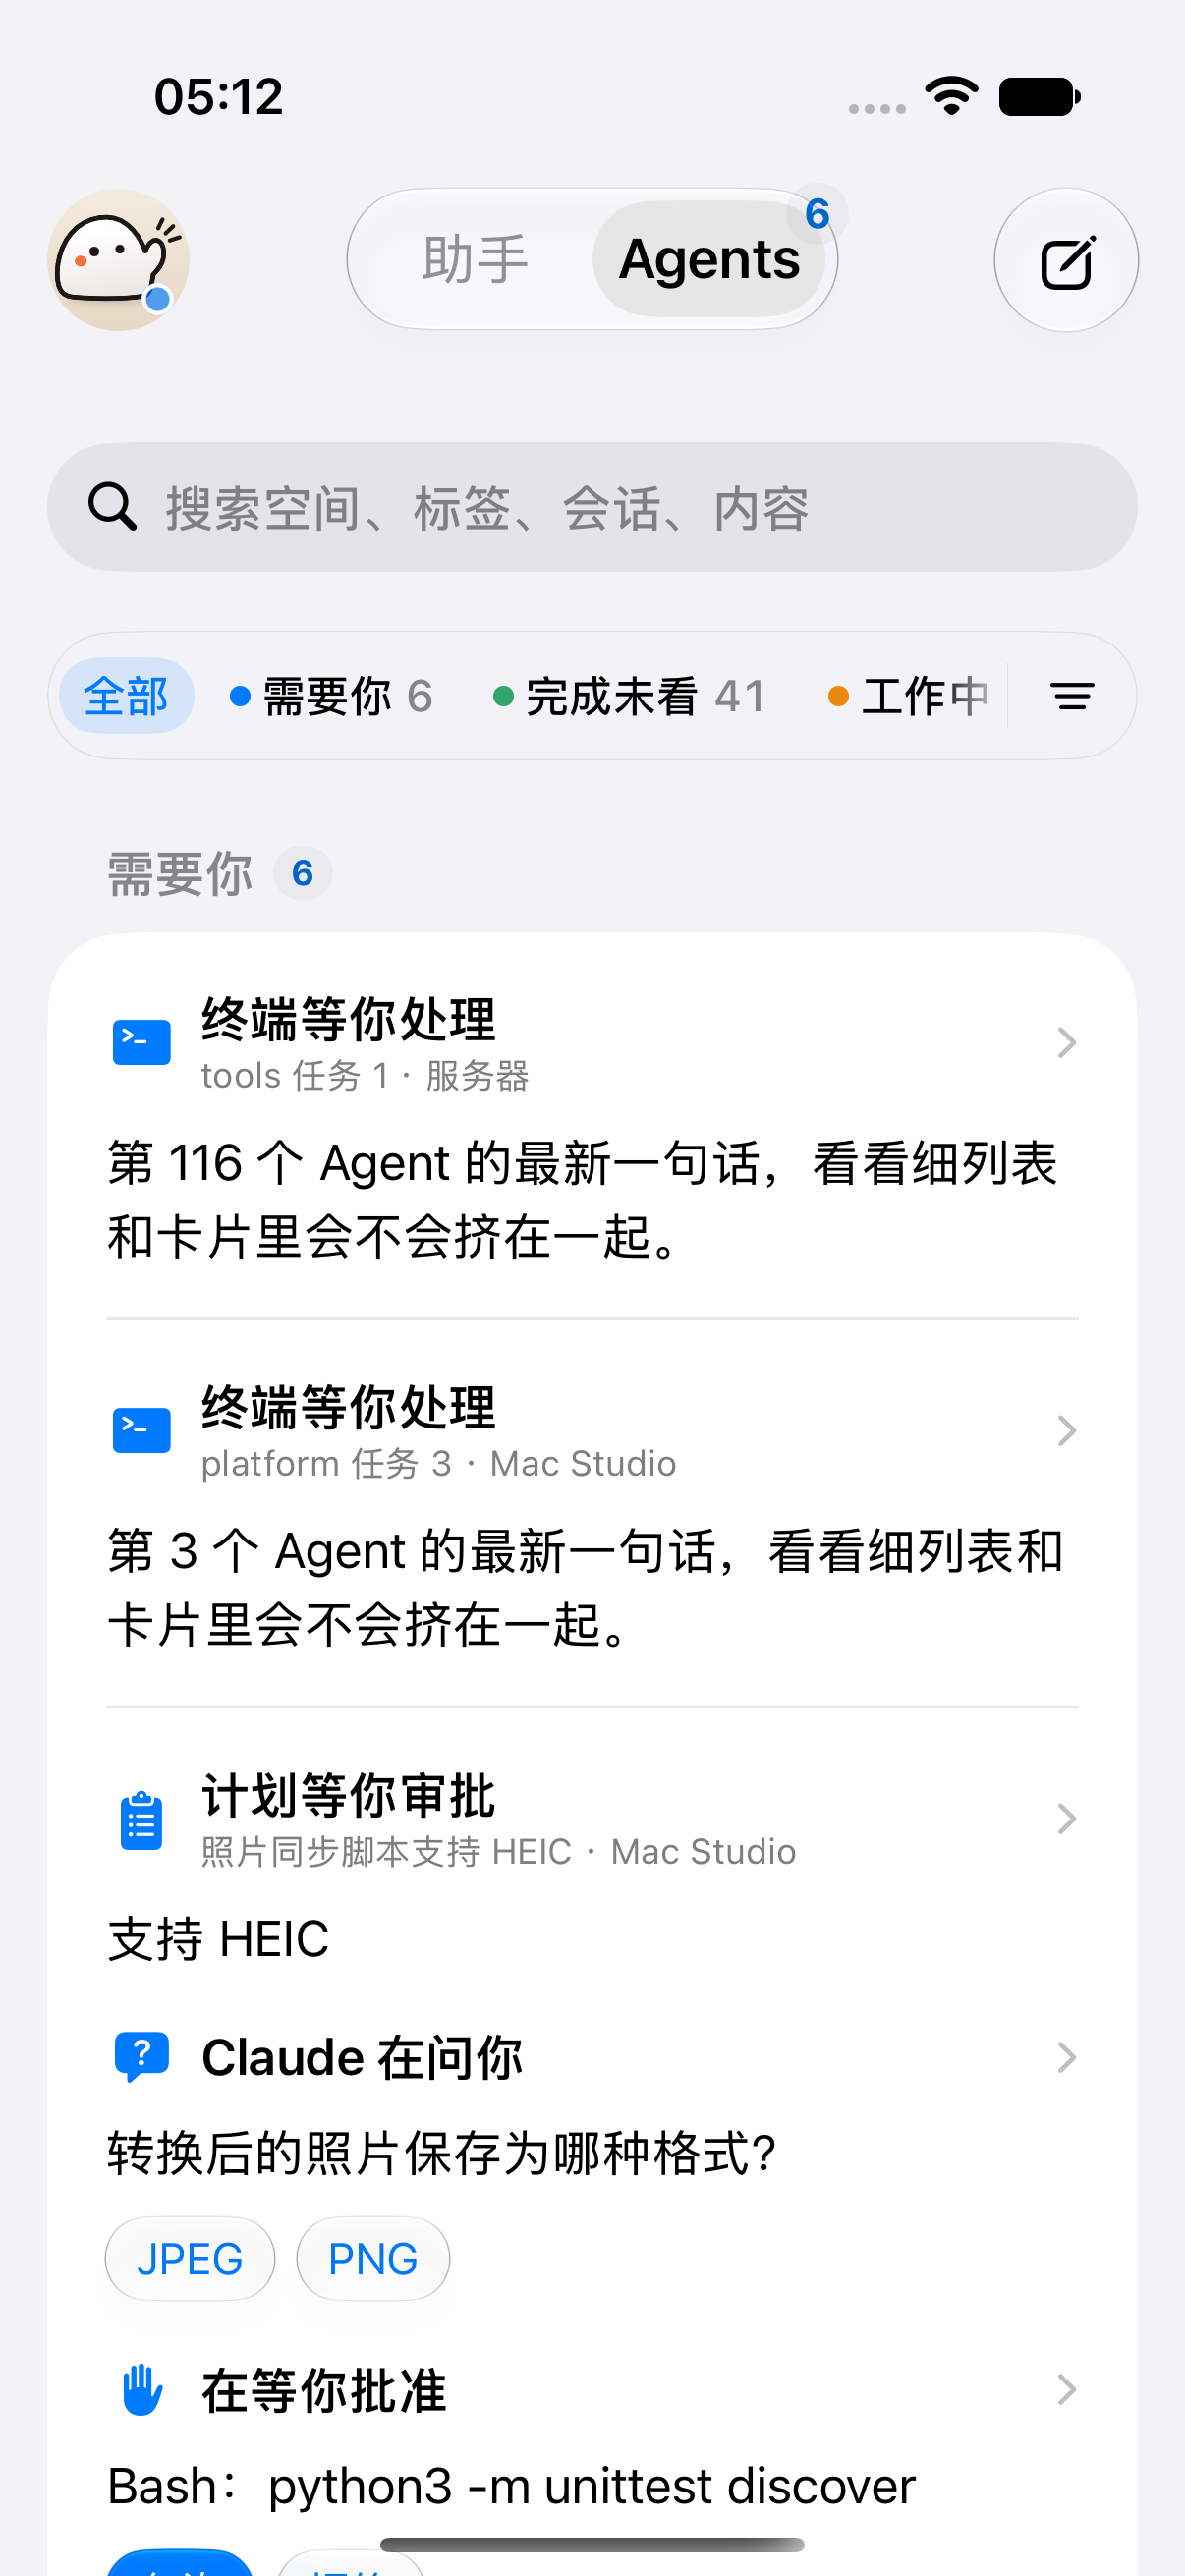 05:12
助手
Agents
6
搜索空间、标签、会话、内容
全部
需要你 6
完成未看 41
工作中
需要你 6
终端等你处理
tools 任务 1 · 服务器
第 116 个 Agent 的最新一句话，看看细列表
和卡片里会不会挤在一起。
终端等你处理
platform 任务 3 · Mac Studio
第 3 个 Agent 的最新一句话，看看细列表和
卡片里会不会挤在一起。
计划等你审批
照片同步脚本支持 HEIC · Mac Studio
支持 HEIC
Claude 在问你
转换后的照片保存为哪种格式?
JPEG
PNG
在等你批准
Bash：python3 -m unittest discover